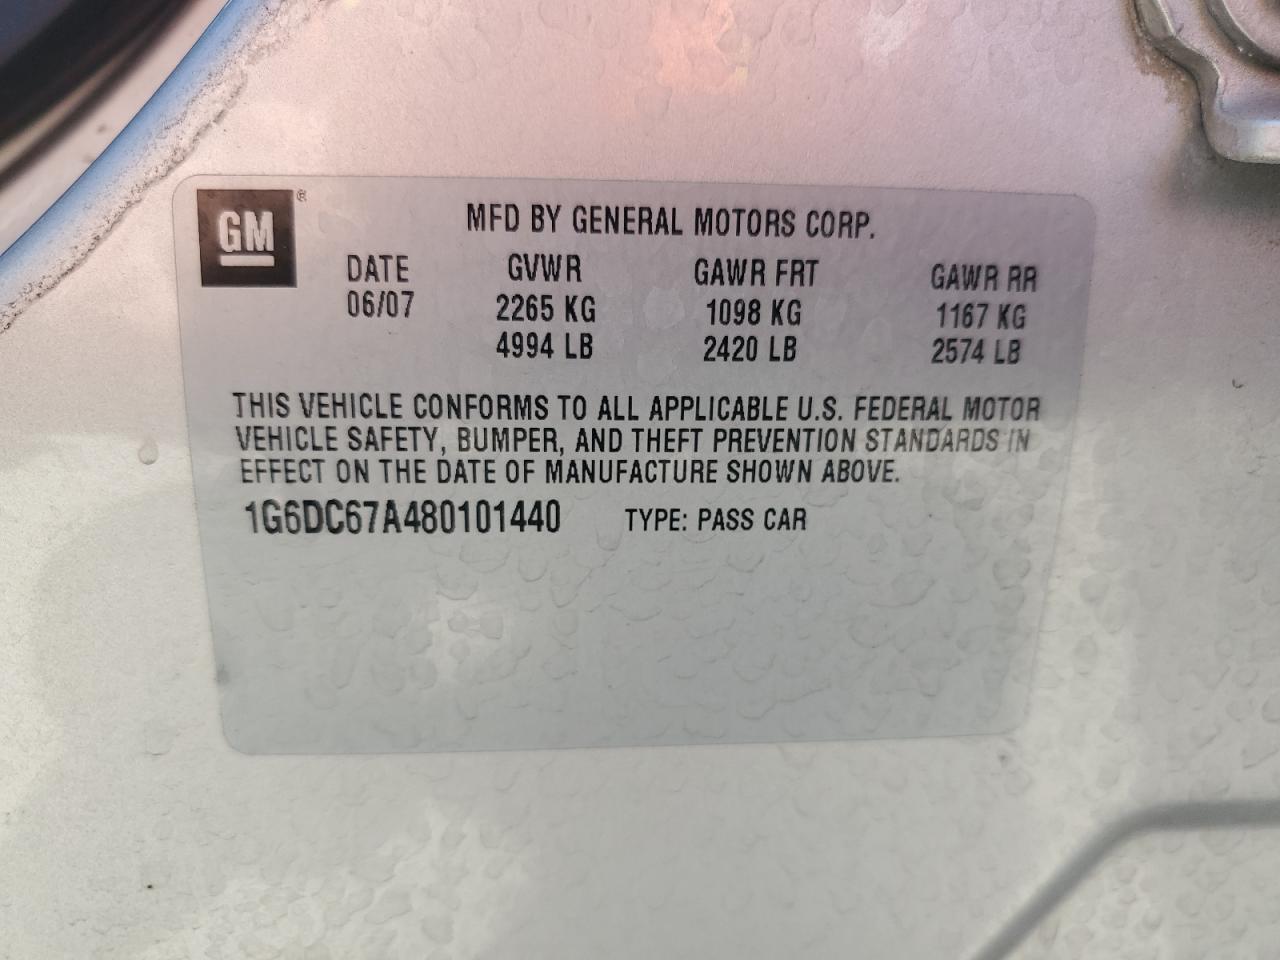 GM ®
MFD BY GENERAL MOTORS CORP.
DATE GVWR GAWR FRT GAWR RR
06/07 2265 KG 1098 KG 1167 KG
4994 LB 2420 LB 2574 LB
THIS VEHICLE CONFORMS TO ALL APPLICABLE U.S. FEDERAL MOTOR
VEHICLE SAFETY, BUMPER, AND THEFT PREVENTION STANDARDS IN
EFFECT ON THE DATE OF MANUFACTURE SHOWN ABOVE.
1G6DC67A480101440 TYPE: PASS CAR